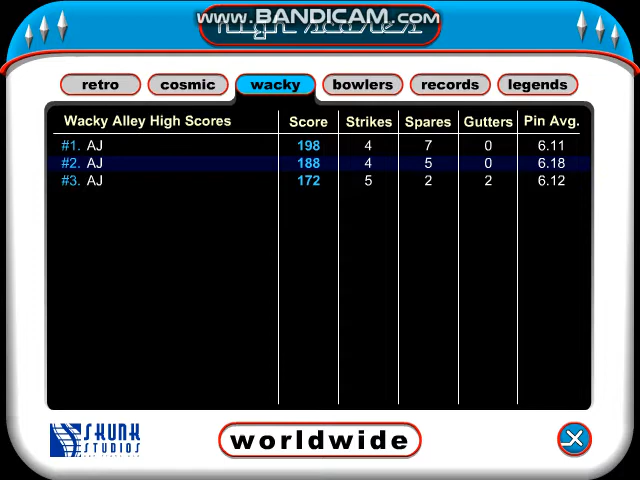 WWW.BANDICAM.COM
high scores
retro cosmic wacky bowlers records legends
Wacky Alley High Scores Score Strikes Spares Gutters Pin Avg.
#1. AJ 198 4 7 0 6.11
#2. AJ 188 4 5 0 6.18
#3. AJ 172 5 2 2 6.12
SKUNK
STUDIOS
worldwide